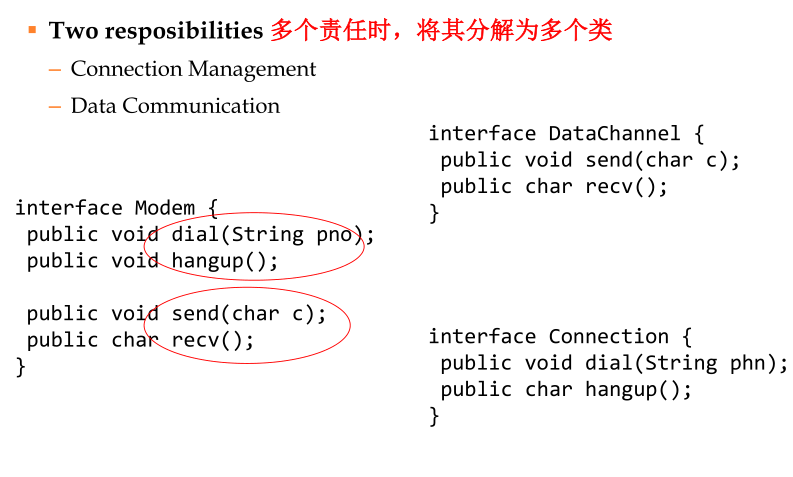 ▪ Two resposibilities 多个责任时，将其分解为多个类
– Connection Management
– Data Communication
interface Modem {
public void dial(String pno);
public void hangup();
public void send(char c);
public char recv();
}
interface DataChannel {
public void send(char c);
public char recv();
}
interface Connection {
public void dial(String phn);
public char hangup();
}